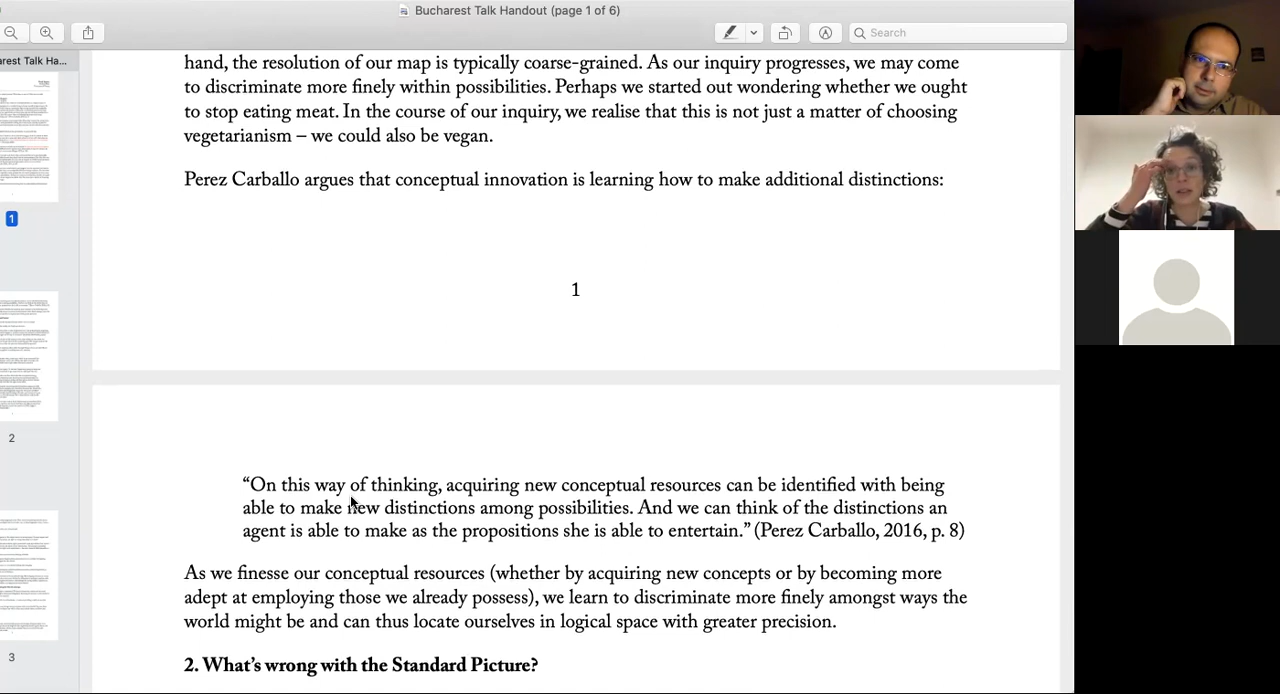 Bucharest Talk Handout (page 1 of 6)
Search
arest Talk Ha...
1
2
3
hand, the resolution of our map is typically coarse-grained. As our inquiry progresses, we may come
to discriminate more finely within possibilities. Perhaps we started out wondering whether we ought
to stop eating meat. In the course of our inquiry, we realise that this is not just a matter of choosing
vegetarianism – we could also be vegan.
Perez Carballo argues that conceptual innovation is learning how to make additional distinctions:
1
“On this way of thinking, acquiring new conceptual resources can be identified with being
able to make new distinctions among possibilities. And we can think of the distinctions an
agent is able to make as the propositions she is able to entertain.” (Perez Carballo, 2016, p. 8)
As we finesse our conceptual resources (whether by acquiring new concepts or by becoming more
adept at employing those we already possess), we learn to discriminate more finely amongst ways the
world might be and can thus locate ourselves in logical space with greater precision.
2. What’s wrong with the Standard Picture?